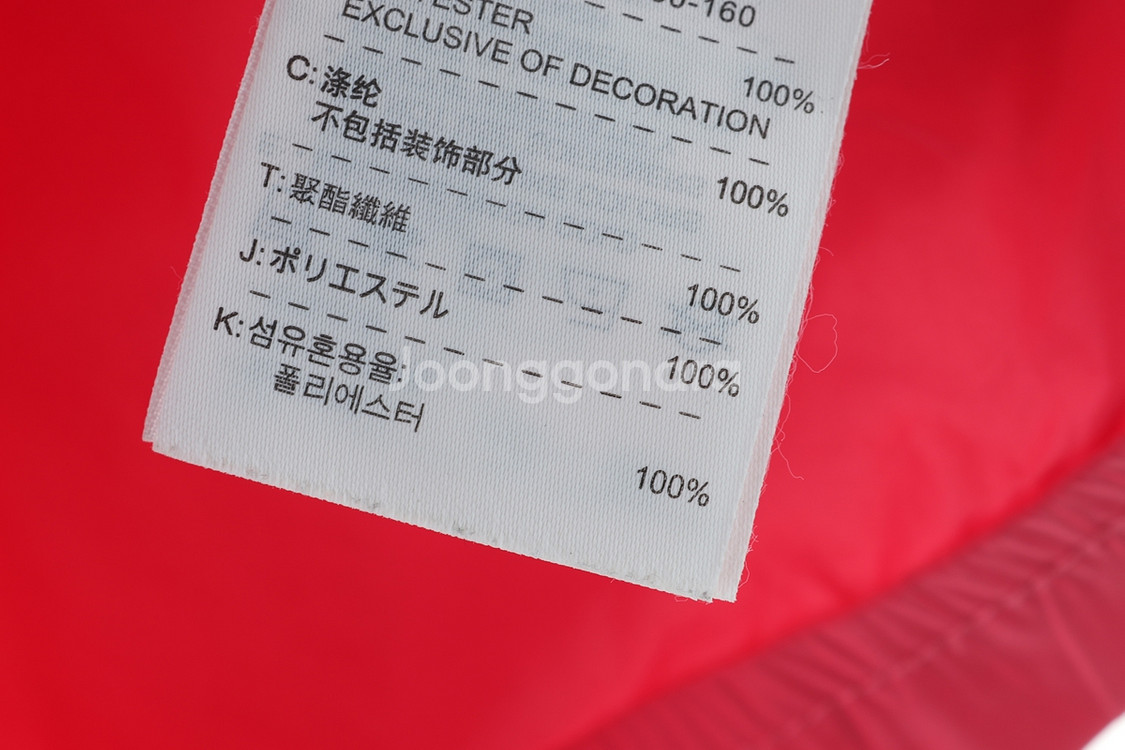 100%
EXCLUSIVE OF DECORATION
C: 涤纶 100%
不包括装饰部分
T: 聚酯纖維 100%
J: ポリエステル 100%
K: 섬유혼용율:
폴리에스터 100%
Joonggona